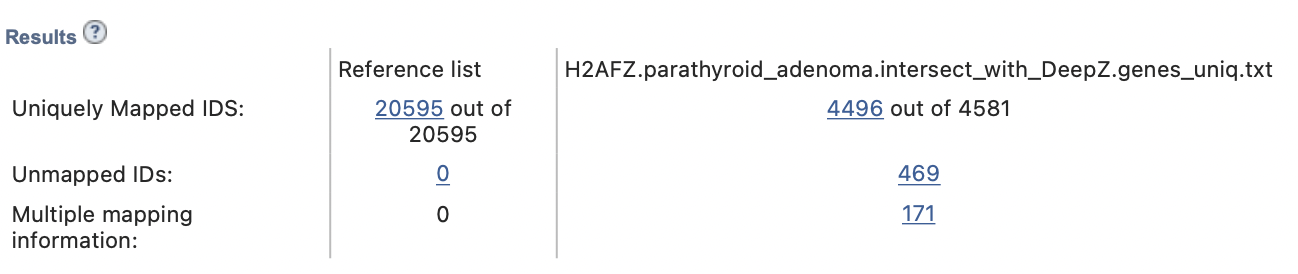 Results ?
Reference list H2AFZ.parathyroid_adenoma.intersect_with_DeepZ.genes_uniq.txt
Uniquely Mapped IDS: 20595 out of 4496 out of 4581
20595
Unmapped IDs: 0 469
Multiple mapping 0 171
information: